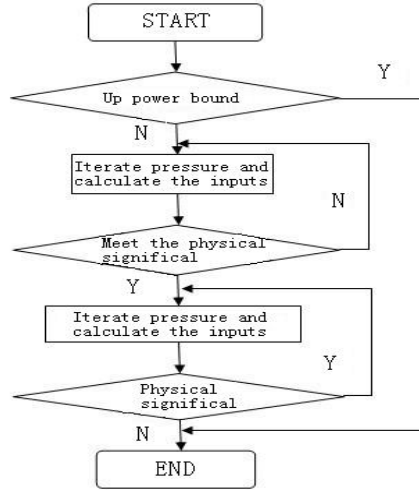 START
Y
Up power bound
N
Iterate pressure and
calculate the inputs
N
Meet the physical
significal
Y
Iterate pressure and
calculate the inputs
Y
Physical
significal
N
END